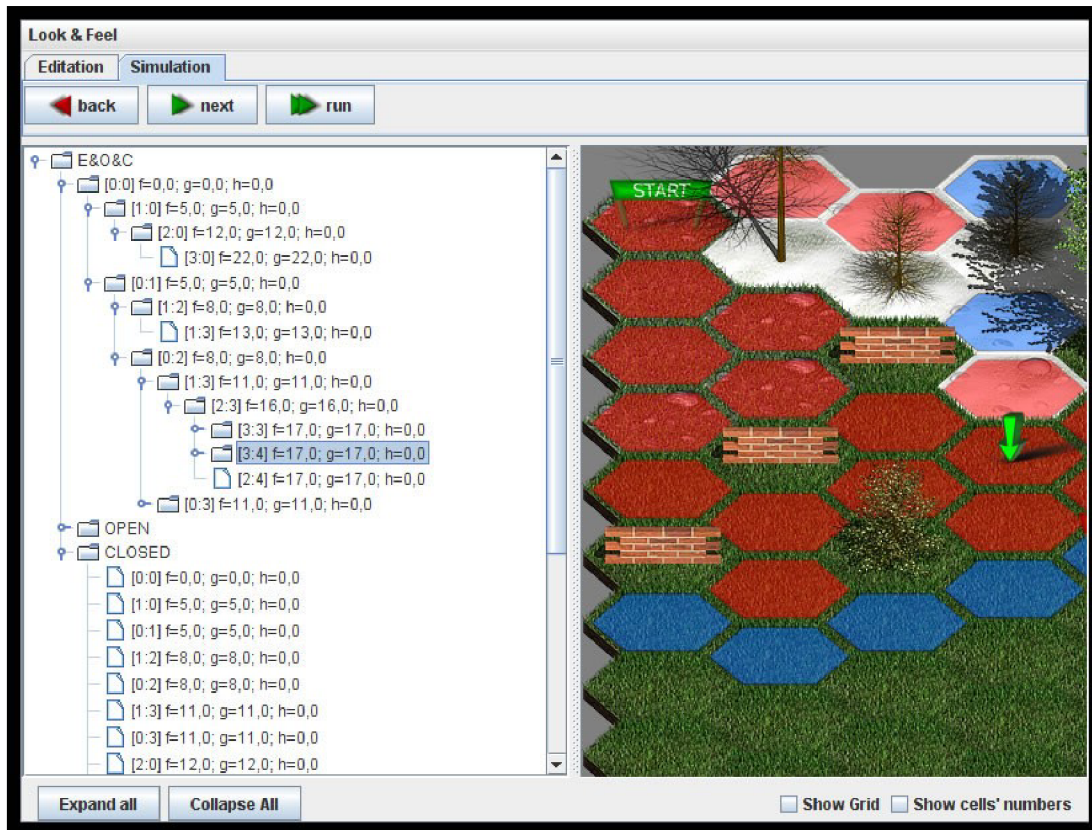 Look & Feel
Editation Simulation
back next run
E&O&C
[0:0] f=0,0; g=0,0; h=0,0
[1:0] f=5,0; g=5,0; h=0,0
[2:0] f=12,0; g=12,0; h=0,0
[3:0] f=22,0; g=22,0; h=0,0
[0:1] f=5,0; g=5,0; h=0,0
[1:2] f=8,0; g=8,0; h=0,0
[1:3] f=13,0; g=13,0; h=0,0
[0:2] f=8,0; g=8,0; h=0,0
[1:3] f=11,0; g=11,0; h=0,0
[2:3] f=16,0; g=16,0; h=0,0
[3:3] f=17,0; g=17,0; h=0,0
[3:4] f=17,0; g=17,0; h=0,0
[2:4] f=17,0; g=17,0; h=0,0
[0:3] f=11,0; g=11,0; h=0,0
OPEN
CLOSED
[0:0] f=0,0; g=0,0; h=0,0
[1:0] f=5,0; g=5,0; h=0,0
[0:1] f=5,0; g=5,0; h=0,0
[1:2] f=8,0; g=8,0; h=0,0
[0:2] f=8,0; g=8,0; h=0,0
[1:3] f=11,0; g=11,0; h=0,0
[0:3] f=11,0; g=11,0; h=0,0
[2:0] f=12,0; g=12,0; h=0,0
START
Expand all Collapse All Show Grid Show cells' numbers